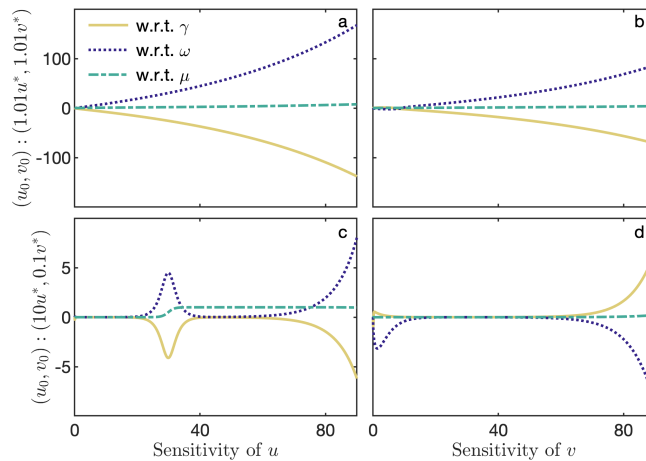 a
b
w.r.t. γ
w.r.t. ω
w.r.t. μ
100
0
-100
(u₀, v₀) : (1.01u*, 1.01v*)
c
d
5
0
-5
(u₀, v₀) : (10u*, 0.1v*)
0 40 80
0 40 80
Sensitivity of u
Sensitivity of v